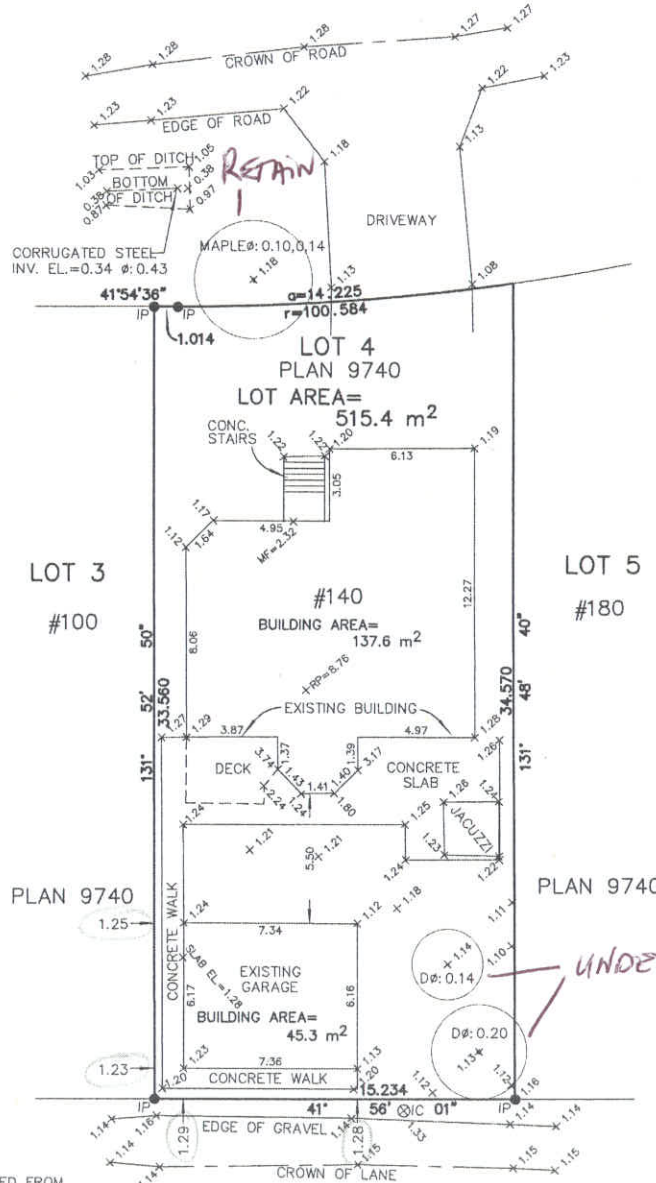 1.28 1.28 1.28 1.27 1.27
CROWN OF ROAD
1.23 1.23 1.22 1.22 1.23
EDGE OF ROAD
TOP OF DITCH
1.03 1.05
BOTTOM
OF DITCH
0.38 0.38
0.87 0.97
RETAIN
1.18 1.13
DRIVEWAY
MAPLEø: 0.10,0.14
1.18
CORRUGATED STEEL
INV. EL.=0.34 ø: 0.43
1.13 1.08
41°54'36" a=14.225
IP IP r=100.584
1.014
LOT 4
PLAN 9740
LOT AREA=
515.4 m²
CONC.
STAIRS
1.22 1.22 1.20 6.13 1.19
3.05
1.17 4.95
1.12 1.64 MF=2.32
LOT 3
#100
LOT 5
#180
#140
BUILDING AREA=
137.6 m²
12.27
8.06
RP=8.76
131° 52' 50"
33.560
131° 48' 40"
34.570
EXISTING BUILDING
1.27 1.29 3.87 4.97 1.28
1.26
1.37 1.39
DECK
3.74 1.43 1.41 1.40 3.17
CONCRETE
SLAB
2.24 1.24 1.80
1.26 1.24
JACUZZI
1.24 1.25
1.21 1.21
5.50
1.24 1.23 1.22
PLAN 9740
PLAN 9740
1.18
1.11
1.25 1.24 7.34 1.12
CONCRETE WALK
SLAB EL.=1.28
EXISTING
GARAGE
1.14
Dø: 0.14
1.10
UNDE
6.17 6.16
BUILDING AREA=
45.3 m²
Dø: 0.20
1.13
1.23 1.23 7.36 1.13
1.20 CONCRETE WALK 1.20 15.234
1.12 1.12 1.16
IP 41° 56' IC 01" IP
1.14 1.16 EDGE OF GRAVEL 1.14 1.33 1.14 1.14
1.29 1.28
1.14 1.14 CROWN OF LANE 1.15 1.15 1.15
ED FROM